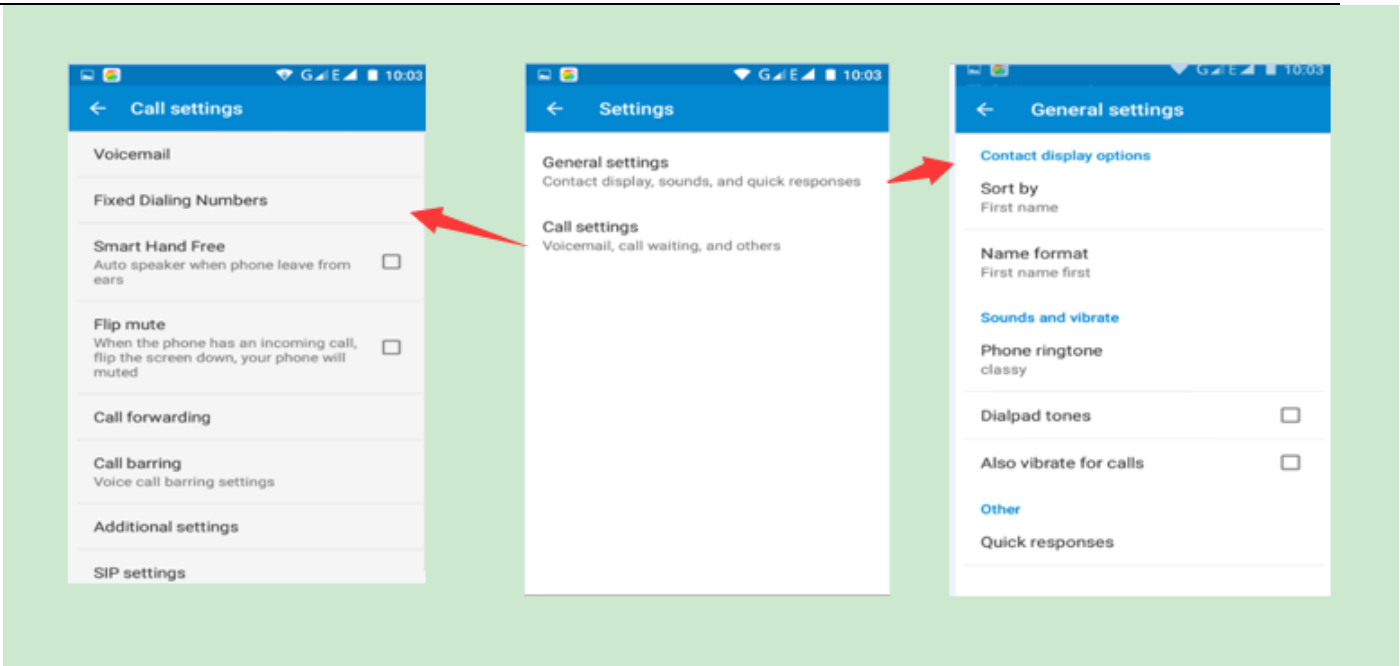 G E 10:03
Call settings
Voicemail
Fixed Dialing Numbers
Smart Hand Free
Auto speaker when phone leave from
ears
Flip mute
When the phone has an incoming call,
flip the screen down, your phone will
muted
Call forwarding
Call barring
Voice call barring settings
Additional settings
SIP settings
G E 10:03
Settings
General settings
Contact display, sounds, and quick responses
Call settings
Voicemail, call waiting, and others
G E 10:03
General settings
Contact display options
Sort by
First name
Name format
First name first
Sounds and vibrate
Phone ringtone
classy
Dialpad tones
Also vibrate for calls
Other
Quick responses